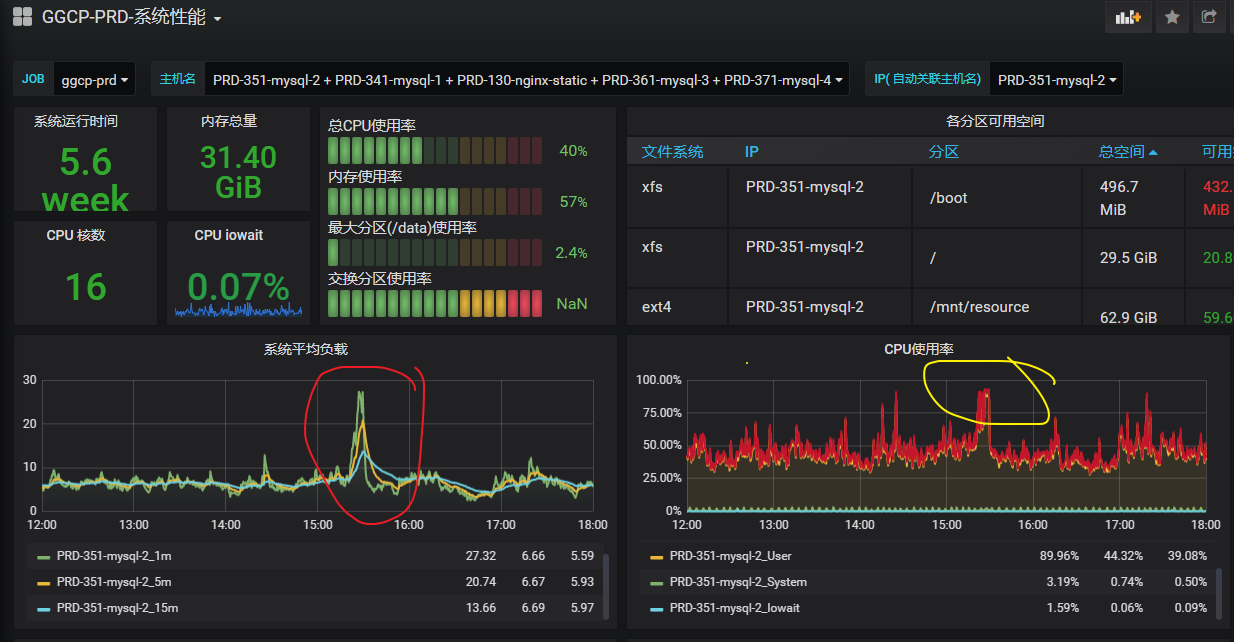 GGCP-PRD-系统性能
JOB ggcp-prd 主机名 PRD-351-mysql-2 + PRD-341-mysql-1 + PRD-130-nginx-static + PRD-361-mysql-3 + PRD-371-mysql-4 IP( 自动关联主机名) PRD-351-mysql-2
系统运行时间
5.6
week
内存总量
31.40
GiB
CPU 核数
16
CPU iowait
0.07%
总CPU使用率
40%
内存使用率
57%
最大分区(/data)使用率
2.4%
交换分区使用率
NaN
各分区可用空间
文件系统 IP 分区 总空间 可用
xfs PRD-351-mysql-2 /boot 496.7 MiB 432. MiB
xfs PRD-351-mysql-2 / 29.5 GiB 20.8
ext4 PRD-351-mysql-2 /mnt/resource 62.9 GiB 59.6
系统平均负载
30
20
10
0
12:00 13:00 14:00 15:00 16:00 17:00 18:00
PRD-351-mysql-2_1m 27.32 6.66 5.59
PRD-351-mysql-2_5m 20.74 6.67 5.93
PRD-351-mysql-2_15m 13.66 6.69 5.97
CPU使用率
100.00%
75.00%
50.00%
25.00%
0%
12:00 13:00 14:00 15:00 16:00 17:00 18:00
PRD-351-mysql-2_User 89.96% 44.32% 39.08%
PRD-351-mysql-2_System 3.19% 0.74% 0.50%
PRD-351-mysql-2_Iowait 1.59% 0.06% 0.09%